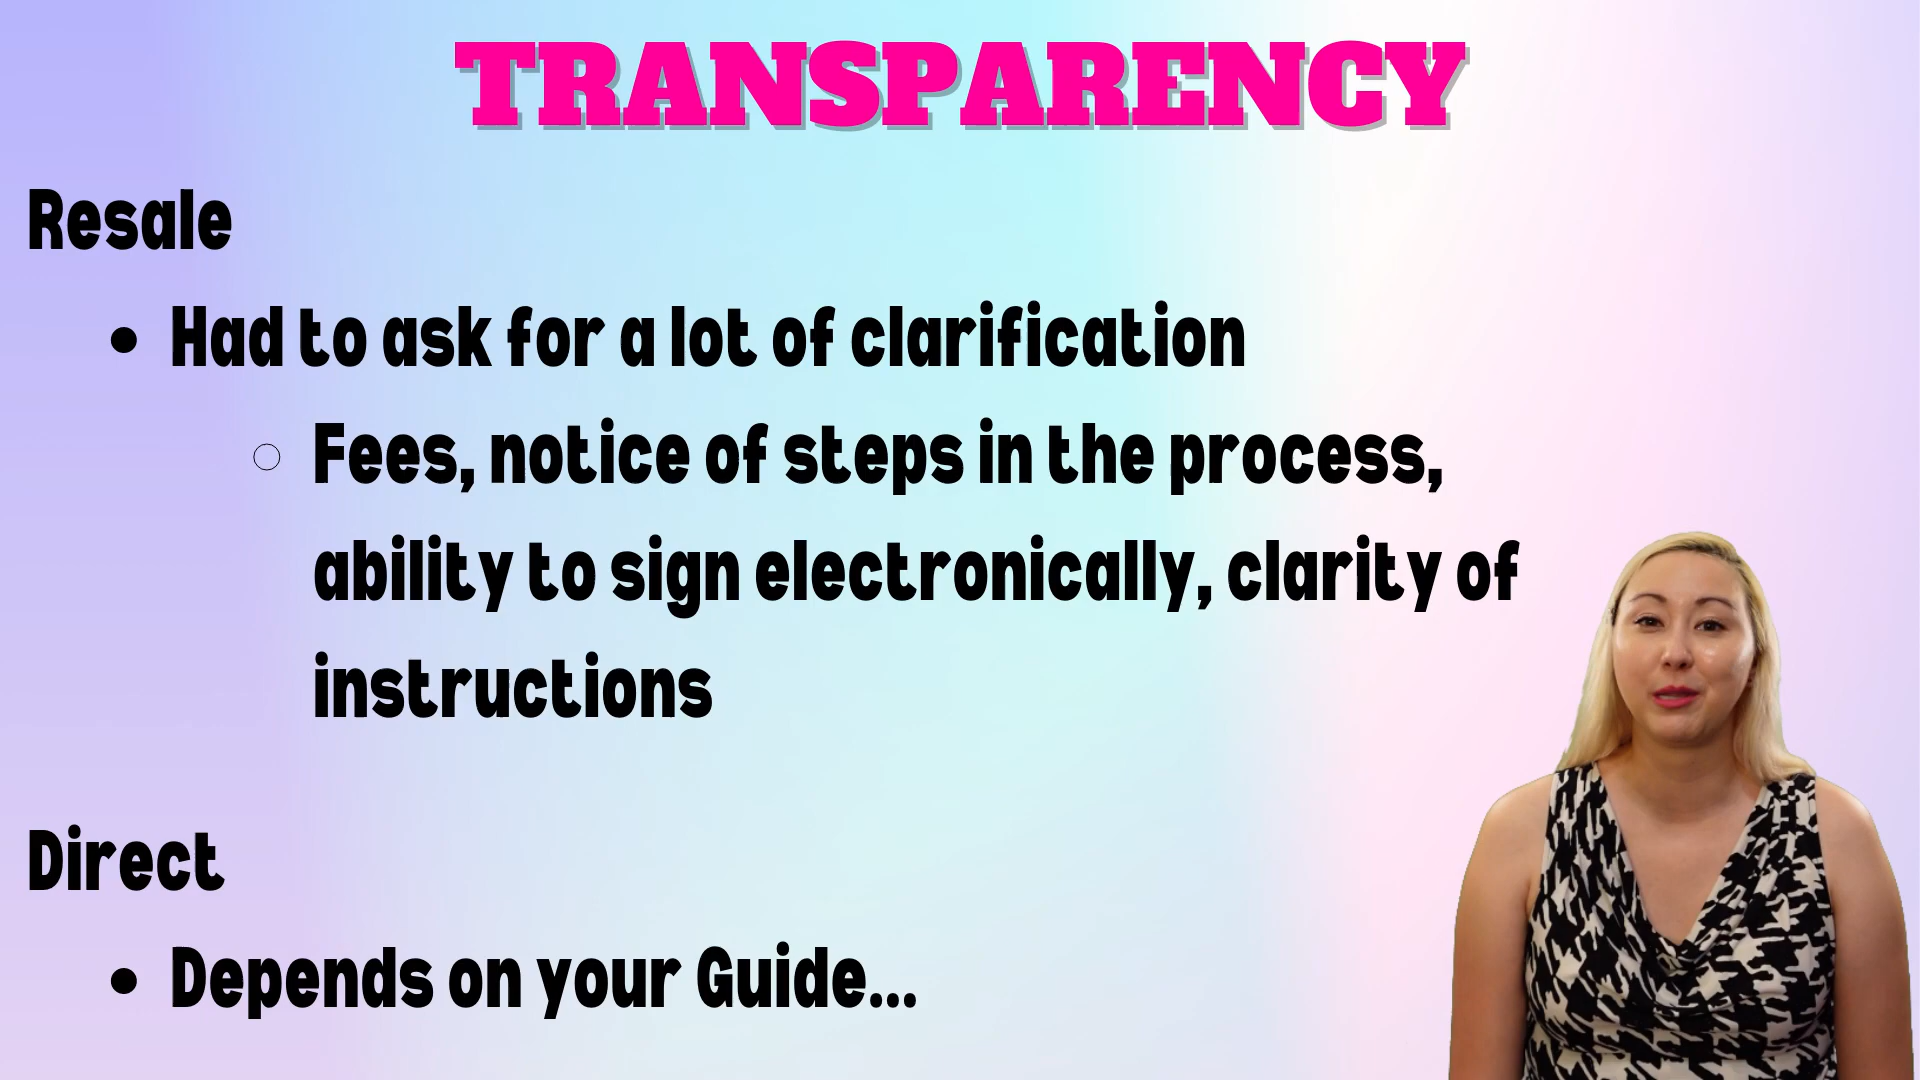 TRANSPARENCY
Resale
• Had to ask for a lot of clarification
○ Fees, notice of steps in the process,
ability to sign electronically, clarity of
instructions
Direct
• Depends on your Guide...